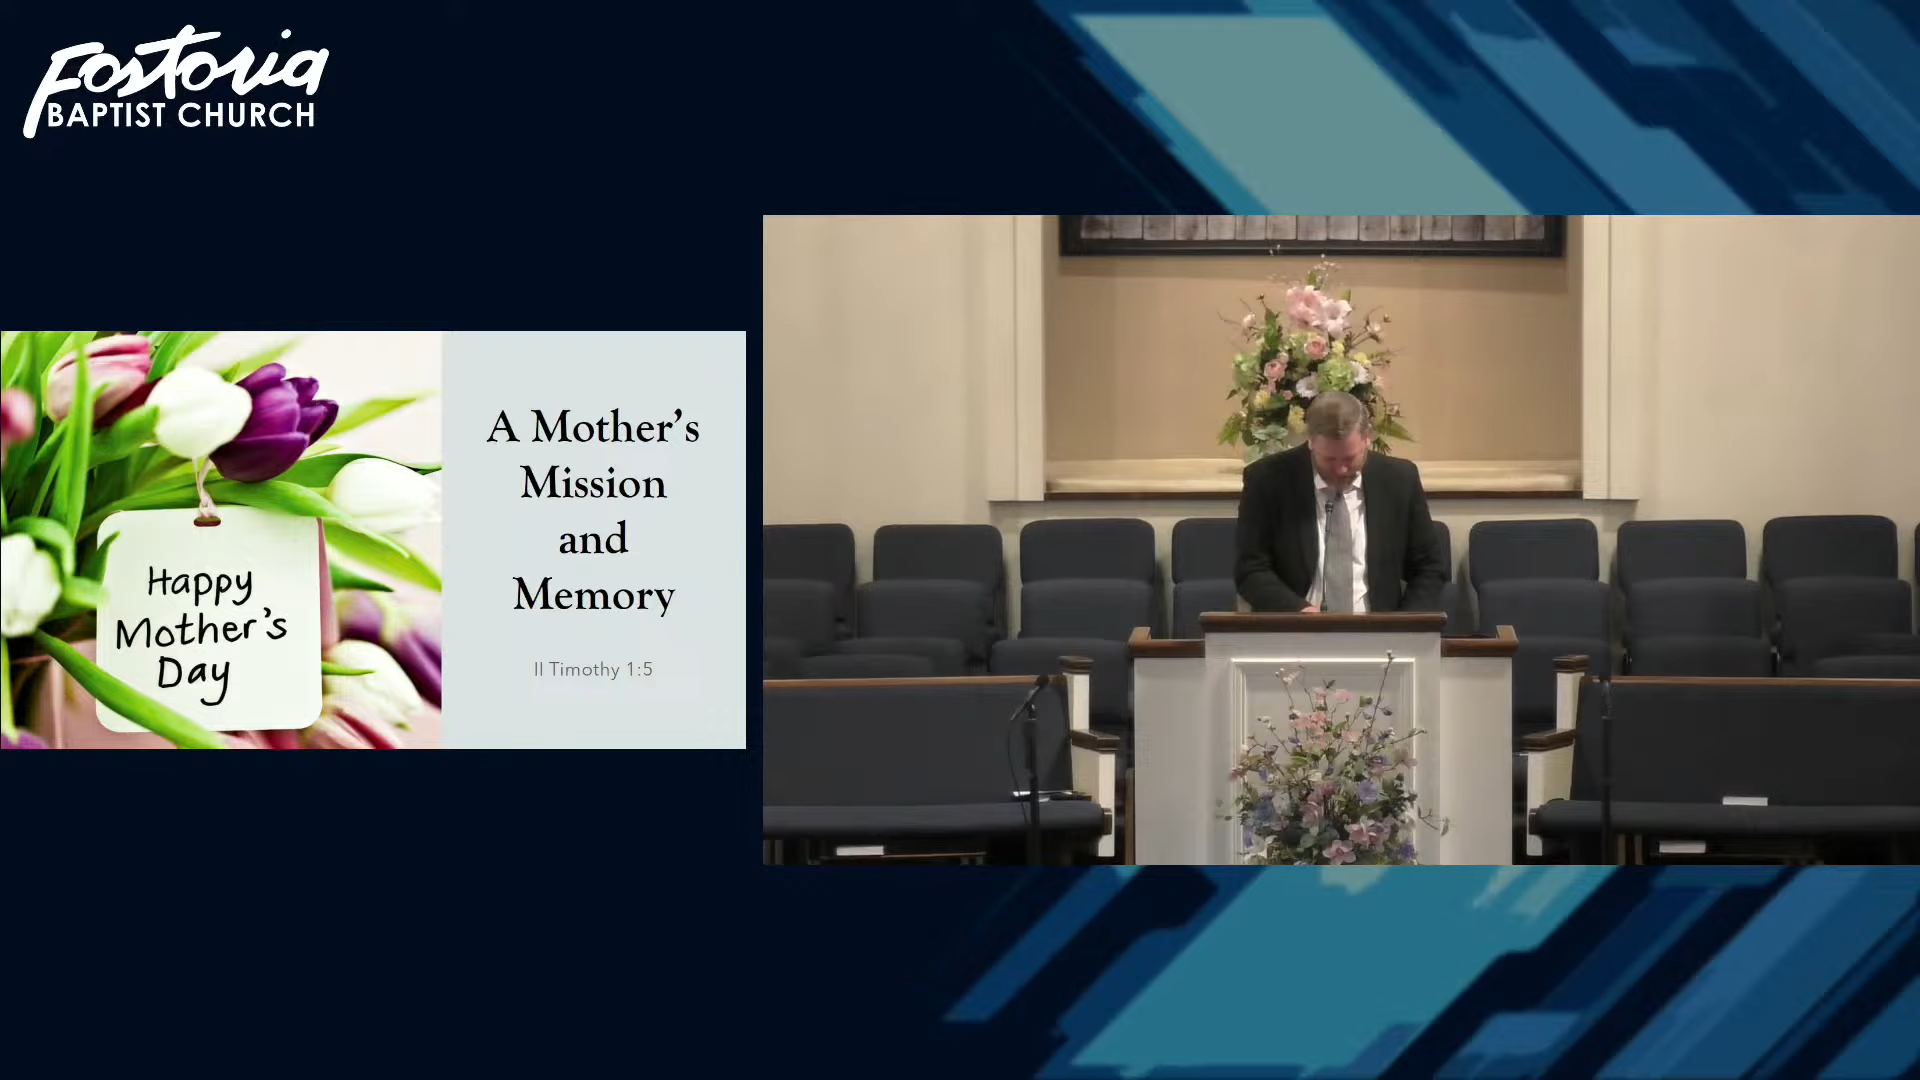 Fostoria
BAPTIST CHURCH
Happy
Mother's
Day
A Mother's
Mission
and
Memory
II Timothy 1:5